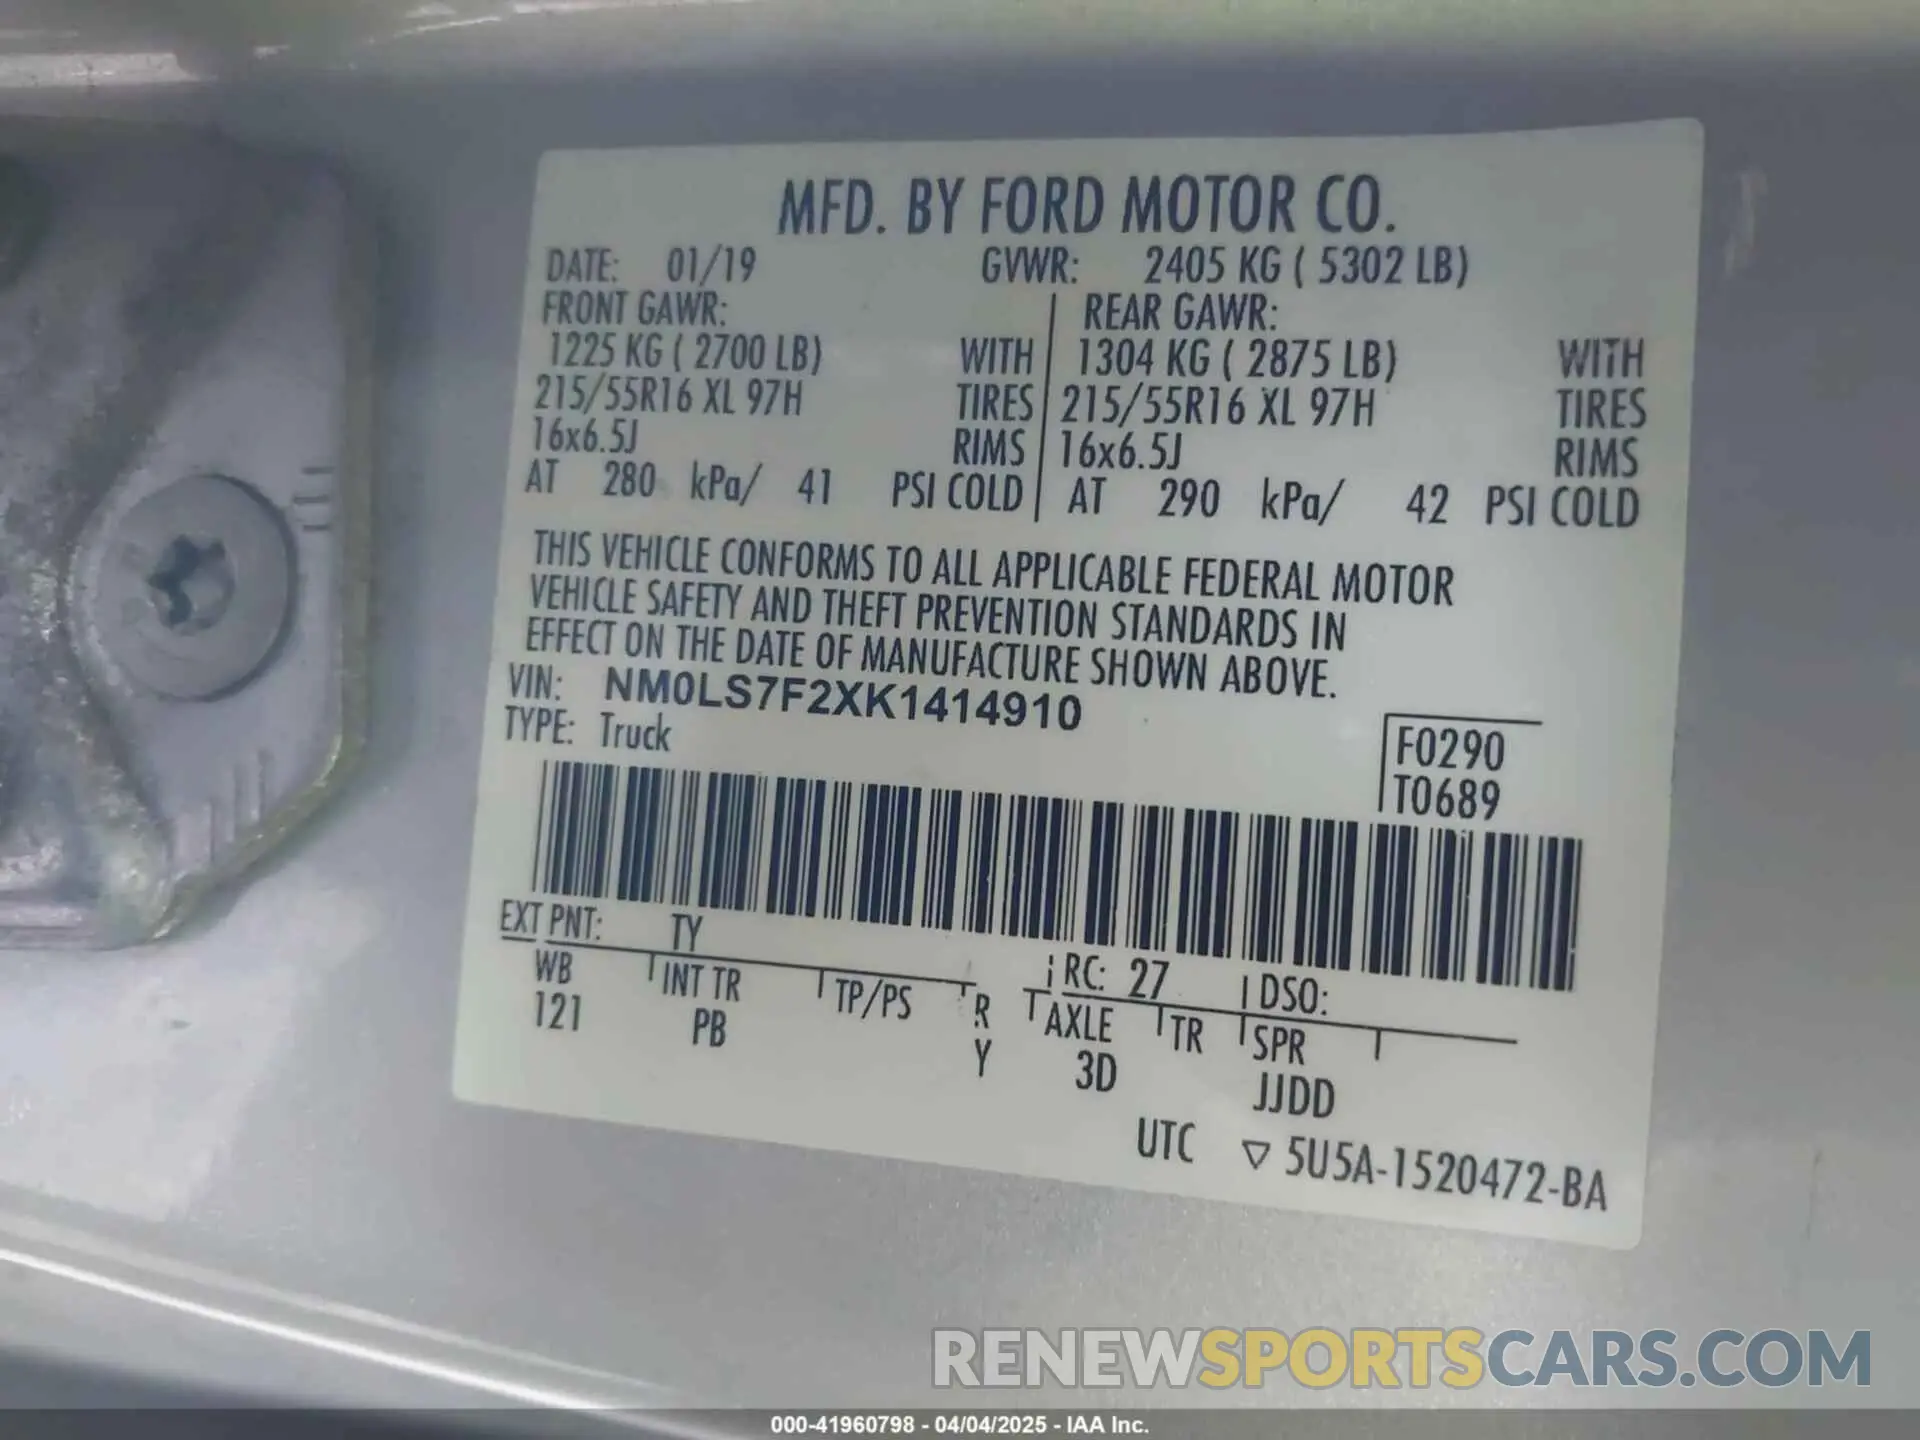 MFD. BY FORD MOTOR CO.
DATE: 01/19 GVWR: 2405 KG ( 5302 LB)
FRONT GAWR: REAR GAWR:
1225 KG ( 2700 LB) WITH 1304 KG ( 2875 LB) WITH
215/55R16 XL 97H TIRES 215/55R16 XL 97H TIRES
16x6.5J RIMS 16x6.5J RIMS
AT 280 kPa/ 41 PSI COLD AT 290 kPa/ 42 PSI COLD
THIS VEHICLE CONFORMS TO ALL APPLICABLE FEDERAL MOTOR
VEHICLE SAFETY AND THEFT PREVENTION STANDARDS IN
EFFECT ON THE DATE OF MANUFACTURE SHOWN ABOVE.
VIN: NM0LS7F2XK1414910
TYPE: Truck
F0290
T0689
EXT PNT: TY RC: 27 DSO:
WB INT TR TP/PS R AXLE TR SPR
121 PB Y 3D JJDD
UTC ▽ 5U5A-1520472-BA
RENEWSPORTSCARS.COM
000-41960798 - 04/04/2025 - IAA Inc.